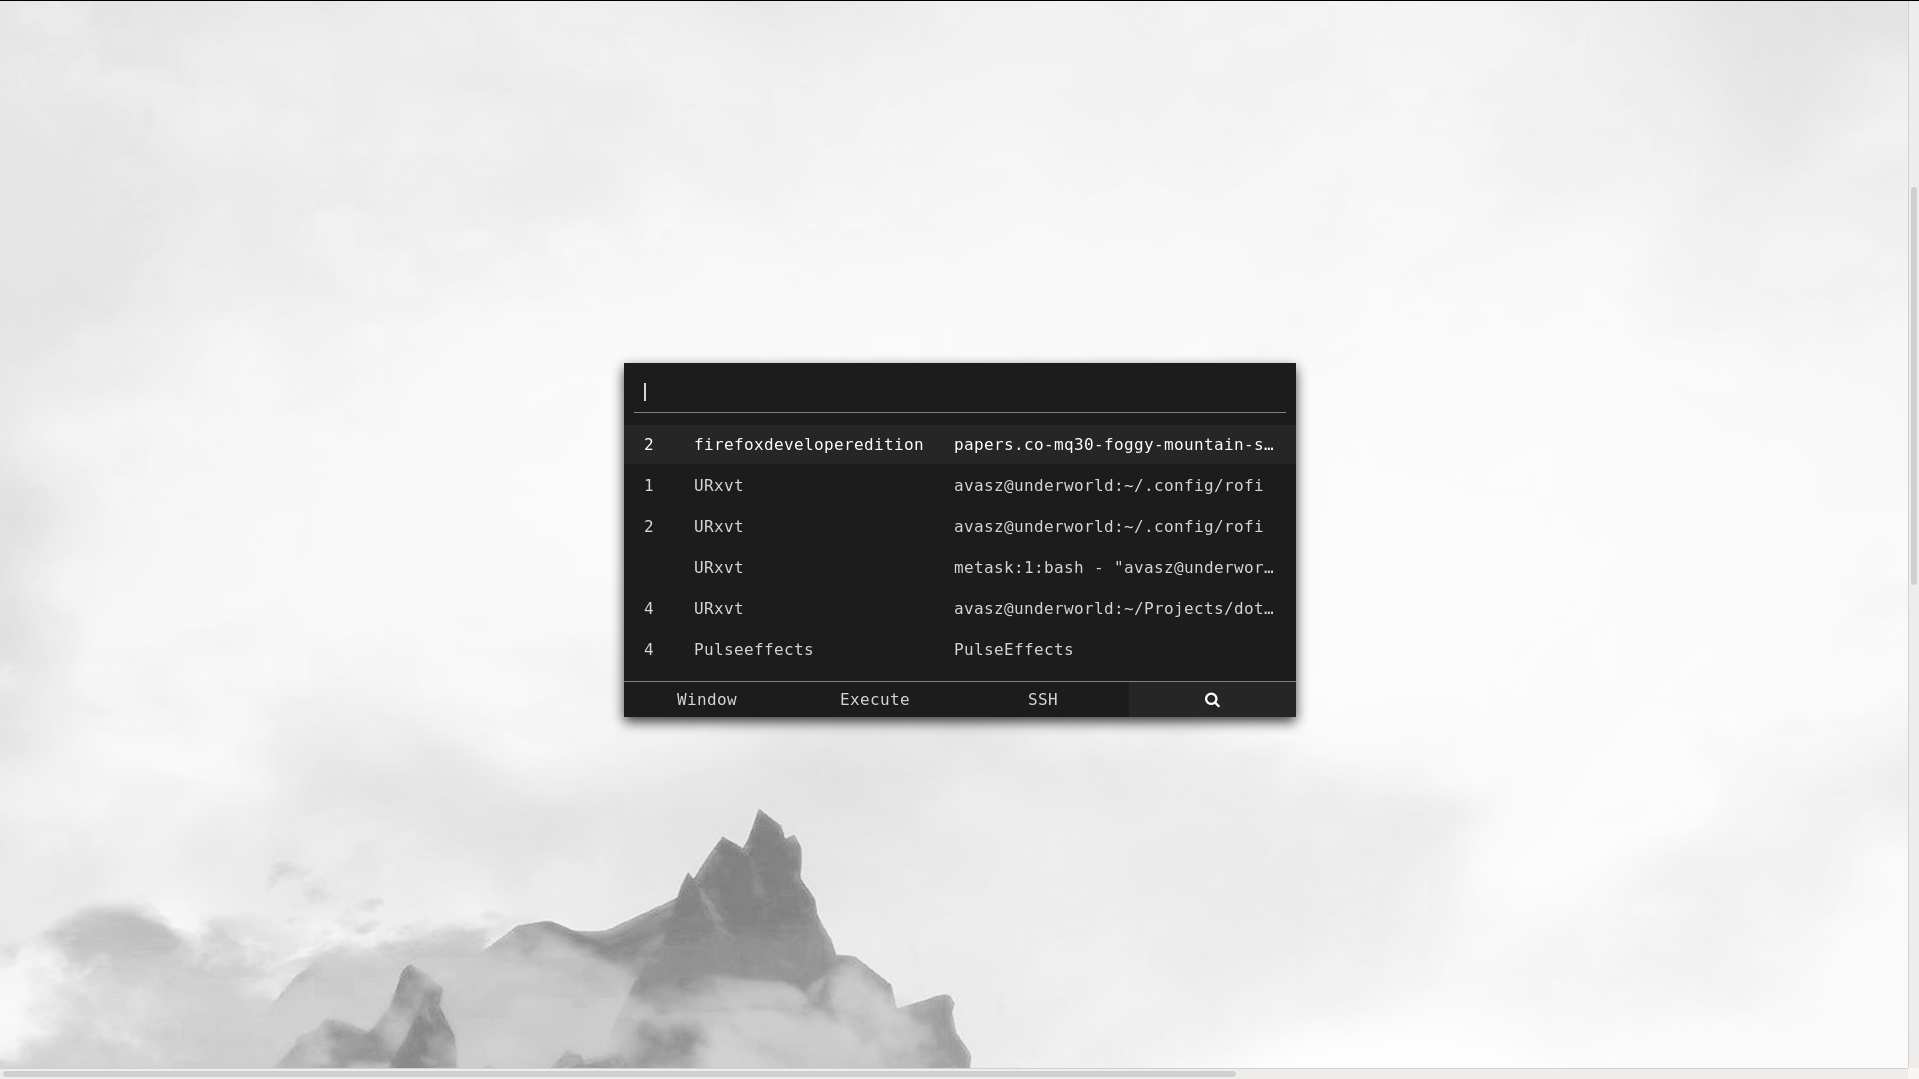 2 firefoxdeveloperedition papers.co-mq30-foggy-mountain-s…
1 URxvt avasz@underworld:~/.config/rofi
2 URxvt avasz@underworld:~/.config/rofi
URxvt metask:1:bash - "avasz@underwor…
4 URxvt avasz@underworld:~/Projects/dot…
4 Pulseeffects PulseEffects
Window Execute SSH